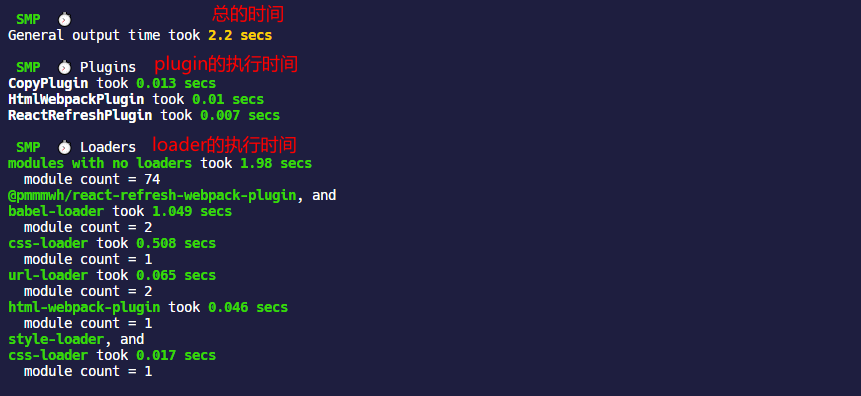 SMP ⏱ 总的时间
General output time took 2.2 secs
SMP ⏱ Plugins plugin的执行时间
CopyPlugin took 0.013 secs
HtmlWebpackPlugin took 0.01 secs
ReactRefreshPlugin took 0.007 secs
SMP ⏱ Loaders loader的执行时间
modules with no loaders took 1.98 secs
module count = 74
@pmmmwh/react-refresh-webpack-plugin, and
babel-loader took 1.049 secs
module count = 2
css-loader took 0.508 secs
module count = 1
url-loader took 0.065 secs
module count = 2
html-webpack-plugin took 0.046 secs
module count = 1
style-loader, and
css-loader took 0.017 secs
module count = 1